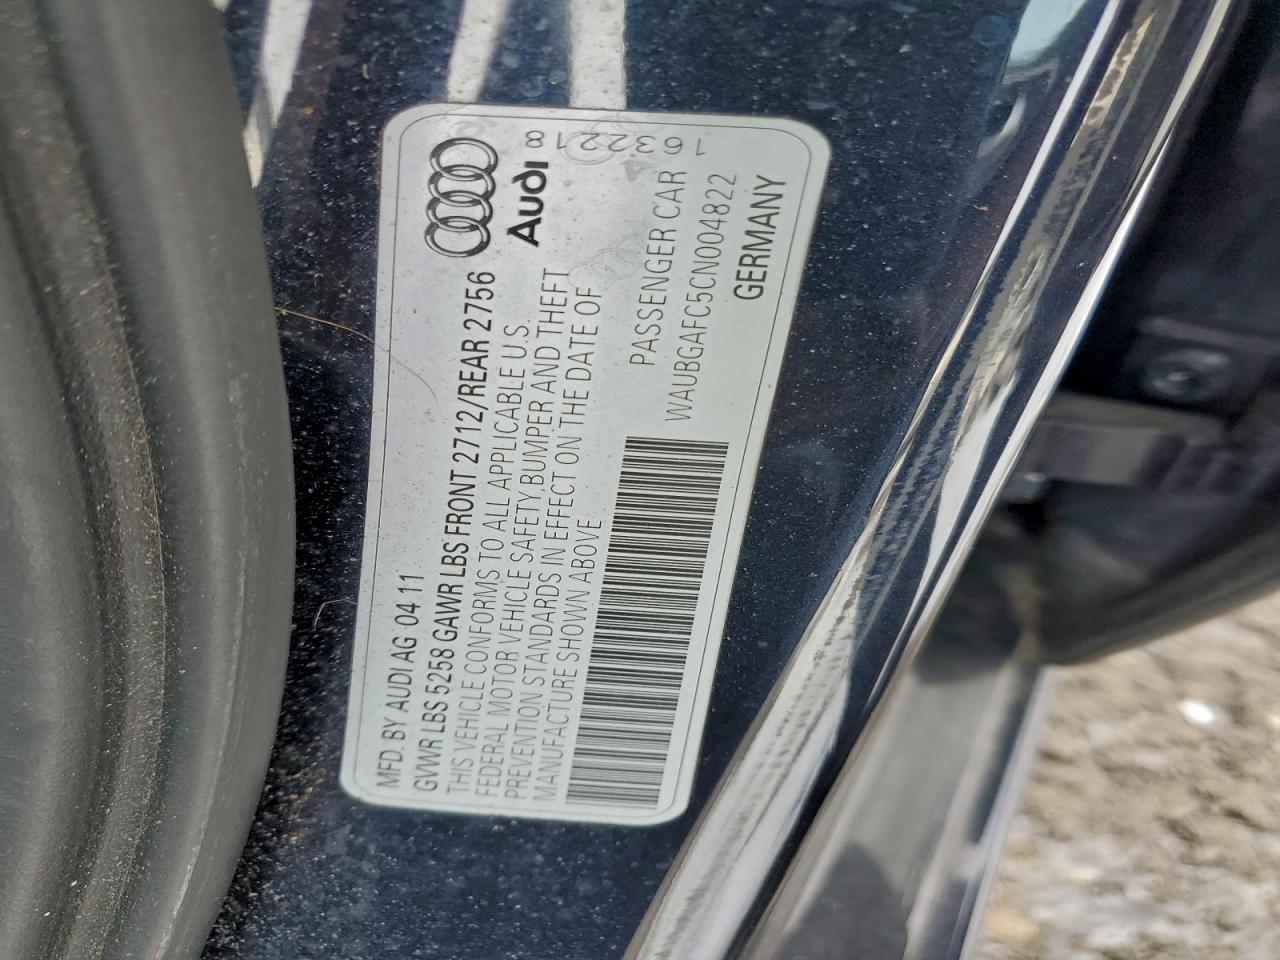 MFD. BY AUDI AG 04 11
GVWR LBS 5258 GAWR LBS FRONT 2712/REAR 2756
THIS VEHICLE CONFORMS TO ALL APPLICABLE U.S.
FEDERAL MOTOR VEHICLE SAFETY BUMPER AND THEFT
PREVENTION STANDARDS IN EFFECT ON THE DATE OF
MANUFACTURE SHOWN ABOVE
Audi
PASSENGER CAR
WAUBGAFC5CN004822
GERMANY